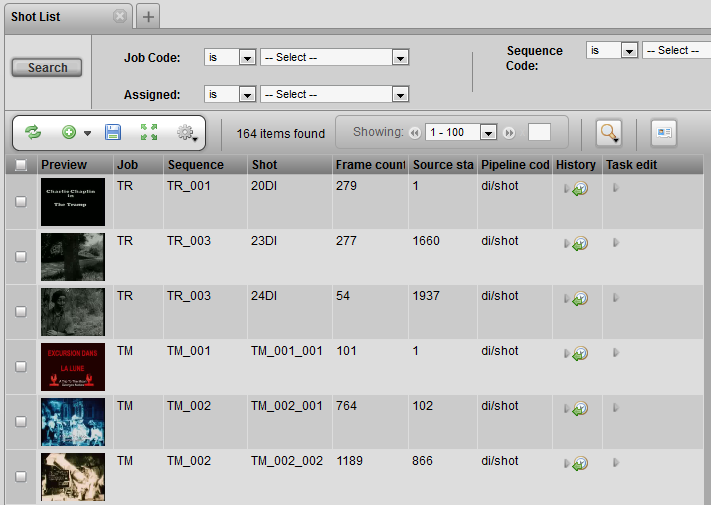 Shot List
Search
Job Code: is -- Select --
Sequence Code: is -- Select --
Assigned: is -- Select --
164 items found Showing: 1 - 100
Preview Job Sequence Shot Frame count Source sta Pipeline cod History Task edit
Charlie Chaplin
in
The Tramp
TR TR_001 20DI 279 1 di/shot
TR TR_003 23DI 277 1660 di/shot
TR TR_003 24DI 54 1937 di/shot
EXCURSION DANS
LA LUNE
A Trip To The Moon
TM TM_001 TM_001_001 101 1 di/shot
TM TM_002 TM_002_001 764 102 di/shot
TM TM_002 TM_002_002 1189 866 di/shot